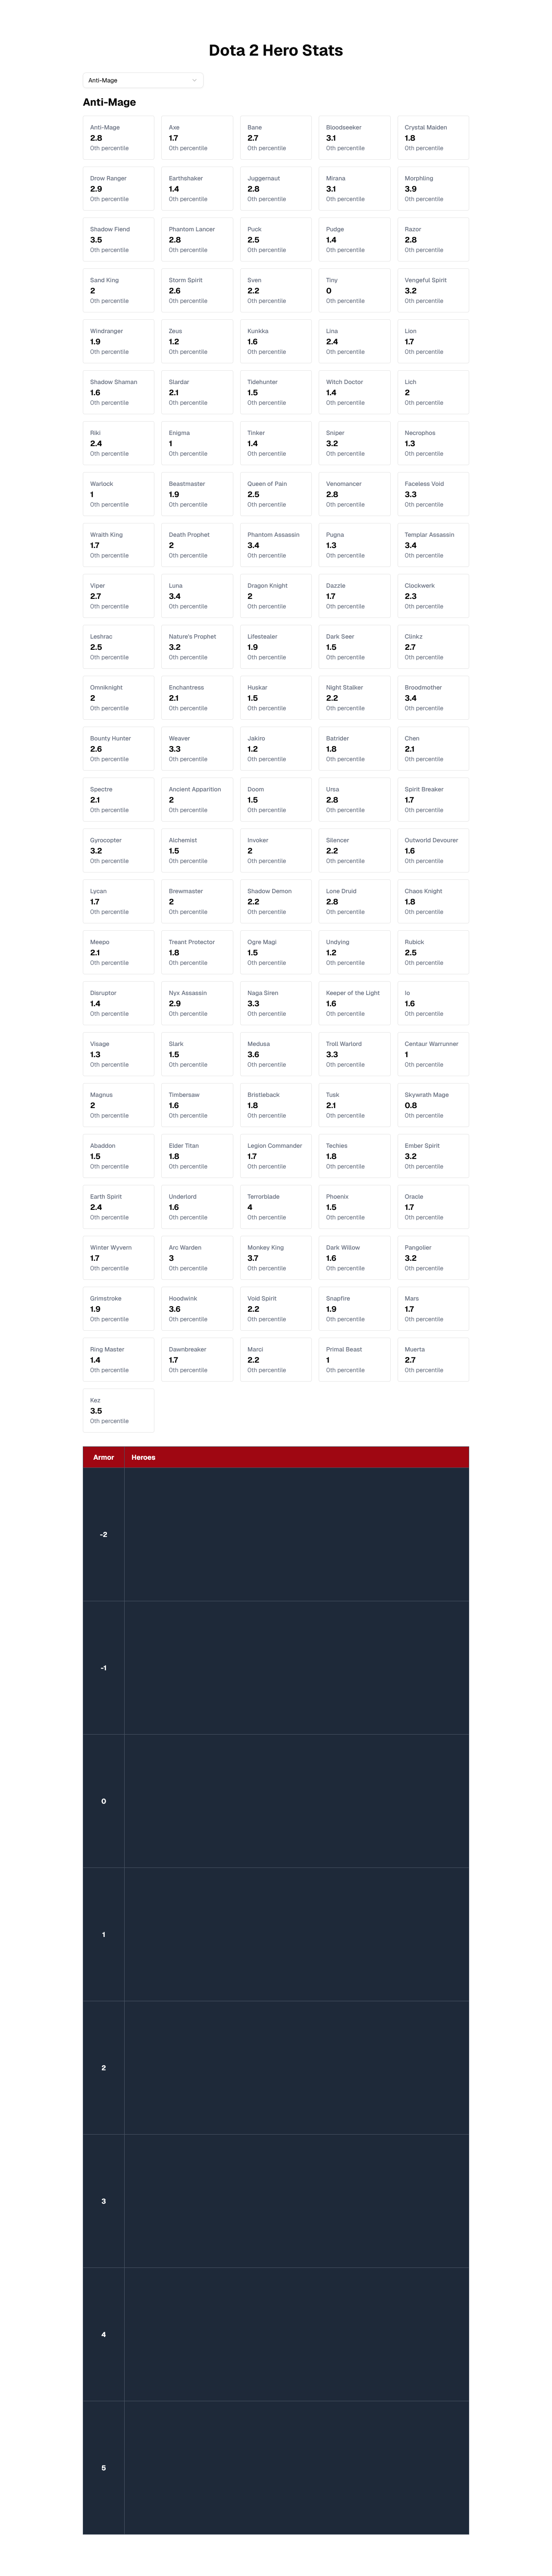 Dota 2 Hero Stats
Anti-Mage
Anti-Mage
Anti-Mage Axe Bane Bloodseeker Crystal Maiden
2.8 1.7 2.7 3.1 1.8
0th percentile 0th percentile 0th percentile 0th percentile 0th percentile
Drow Ranger Earthshaker Juggernaut Mirana Morphling
2.9 1.4 2.8 3.1 3.9
0th percentile 0th percentile 0th percentile 0th percentile 0th percentile
Shadow Fiend Phantom Lancer Puck Pudge Razor
3.5 2.8 2.5 1.4 2.8
0th percentile 0th percentile 0th percentile 0th percentile 0th percentile
Sand King Storm Spirit Sven Tiny Vengeful Spirit
2 2.6 2.2 0 3.2
0th percentile 0th percentile 0th percentile 0th percentile 0th percentile
Windranger Zeus Kunkka Lina Lion
1.9 1.2 1.6 2.4 1.7
0th percentile 0th percentile 0th percentile 0th percentile 0th percentile
Shadow Shaman Slardar Tidehunter Witch Doctor Lich
1.6 2.1 1.5 1.4 2
0th percentile 0th percentile 0th percentile 0th percentile 0th percentile
Riki Enigma Tinker Sniper Necrophos
2.4 1 1.4 3.2 1.3
0th percentile 0th percentile 0th percentile 0th percentile 0th percentile
Warlock Beastmaster Queen of Pain Venomancer Faceless Void
1 1.9 2.5 2.8 3.3
0th percentile 0th percentile 0th percentile 0th percentile 0th percentile
Wraith King Death Prophet Phantom Assassin Pugna Templar Assassin
1.7 2 3.4 1.3 3.4
0th percentile 0th percentile 0th percentile 0th percentile 0th percentile
Viper Luna Dragon Knight Dazzle Clockwerk
2.7 3.4 2 1.7 2.3
0th percentile 0th percentile 0th percentile 0th percentile 0th percentile
Leshrac Nature's Prophet Lifestealer Dark Seer Clinkz
2.5 3.2 1.9 1.5 2.7
0th percentile 0th percentile 0th percentile 0th percentile 0th percentile
Omniknight Enchantress Huskar Night Stalker Broodmother
2 2.1 1.5 2.2 3.4
0th percentile 0th percentile 0th percentile 0th percentile 0th percentile
Bounty Hunter Weaver Jakiro Batrider Chen
2.6 3.3 1.2 1.8 2.1
0th percentile 0th percentile 0th percentile 0th percentile 0th percentile
Spectre Ancient Apparition Doom Ursa Spirit Breaker
2.1 2 1.5 2.8 1.7
0th percentile 0th percentile 0th percentile 0th percentile 0th percentile
Gyrocopter Alchemist Invoker Silencer Outworld Devourer
3.2 1.5 2 2.2 1.6
0th percentile 0th percentile 0th percentile 0th percentile 0th percentile
Lycan Brewmaster Shadow Demon Lone Druid Chaos Knight
1.7 2 2.2 2.8 1.8
0th percentile 0th percentile 0th percentile 0th percentile 0th percentile
Meepo Treant Protector Ogre Magi Undying Rubick
2.1 1.8 1.5 1.2 2.5
0th percentile 0th percentile 0th percentile 0th percentile 0th percentile
Disruptor Nyx Assassin Naga Siren Keeper of the Light Io
1.4 2.9 3.3 1.6 1.6
0th percentile 0th percentile 0th percentile 0th percentile 0th percentile
Visage Slark Medusa Troll Warlord Centaur Warrunner
1.3 1.5 3.6 3.3 1
0th percentile 0th percentile 0th percentile 0th percentile 0th percentile
Magnus Timbersaw Bristleback Tusk Skywrath Mage
2 1.6 1.8 2.1 0.8
0th percentile 0th percentile 0th percentile 0th percentile 0th percentile
Abaddon Elder Titan Legion Commander Techies Ember Spirit
1.5 1.8 1.7 1.8 3.2
0th percentile 0th percentile 0th percentile 0th percentile 0th percentile
Earth Spirit Underlord Terrorblade Phoenix Oracle
2.4 1.6 4 1.5 1.7
0th percentile 0th percentile 0th percentile 0th percentile 0th percentile
Winter Wyvern Arc Warden Monkey King Dark Willow Pangolier
1.7 3 3.7 1.6 3.2
0th percentile 0th percentile 0th percentile 0th percentile 0th percentile
Grimstroke Hoodwink Void Spirit Snapfire Mars
1.9 3.6 2.2 1.9 1.7
0th percentile 0th percentile 0th percentile 0th percentile 0th percentile
Ring Master Dawnbreaker Marci Primal Beast Muerta
1.4 1.7 2.2 1 2.7
0th percentile 0th percentile 0th percentile 0th percentile 0th percentile
Kez
3.5
0th percentile
Armor Heroes
-2
-1
0
1
2
3
4
5